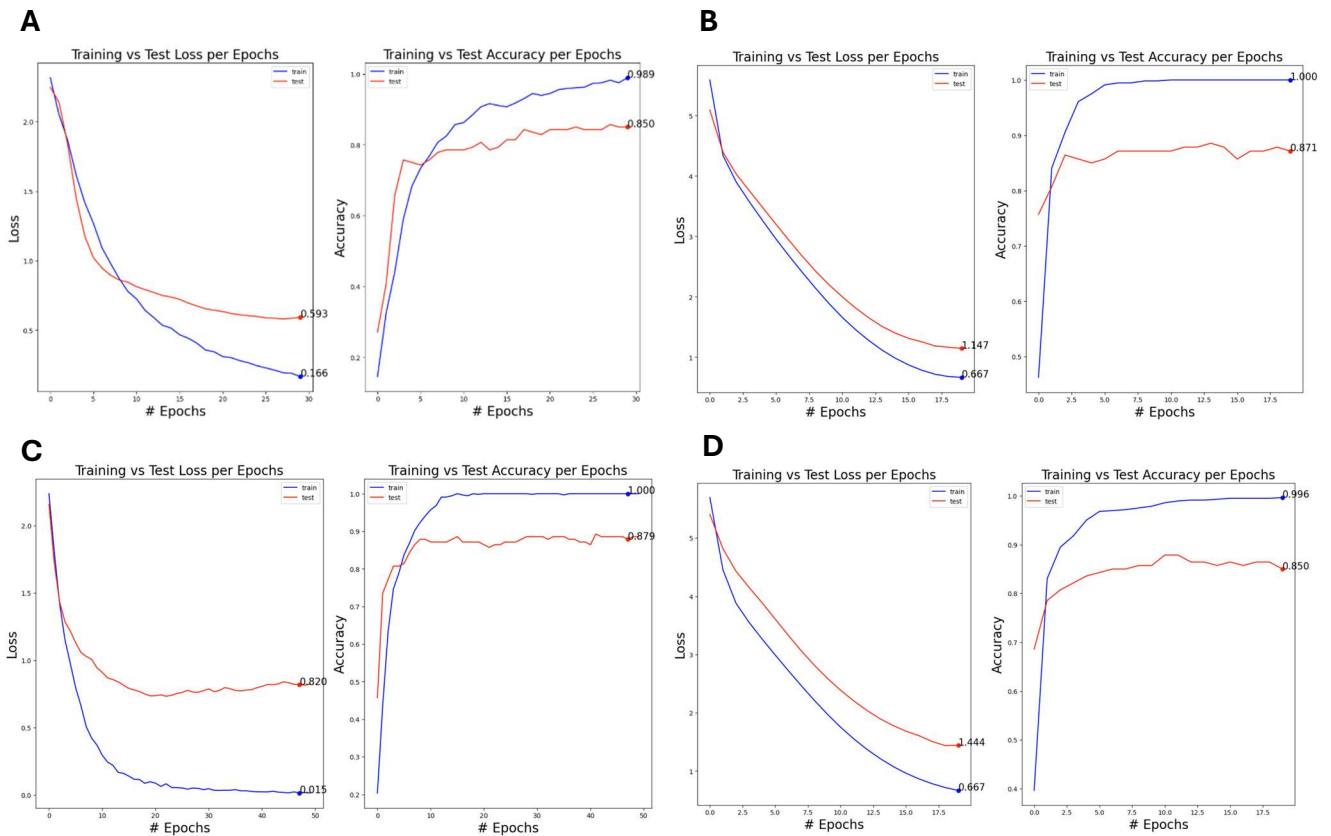 A
Training vs Test Loss per Epochs
train
test
2.0
1.5
1.0
0.5
Loss
0.593
0.166
0 5 10 15 20 25 30
# Epochs
Training vs Test Accuracy per Epochs
train
test
1.0
0.8
0.6
0.4
0.2
Accuracy
0.989
0.850
0 5 10 15 20 25 30
# Epochs
B
Training vs Test Loss per Epochs
train
test
5
4
3
2
1
Loss
1.147
0.667
0.0 2.5 5.0 7.5 10.0 12.5 15.0 17.5
# Epochs
Training vs Test Accuracy per Epochs
train
test
1.0
0.9
0.8
0.7
0.6
0.5
Accuracy
1.000
0.871
0.0 2.5 5.0 7.5 10.0 12.5 15.0 17.5
# Epochs
C
Training vs Test Loss per Epochs
train
test
2.0
1.5
1.0
0.5
0.0
Loss
0.820
0.015
0 10 20 30 40 50
# Epochs
Training vs Test Accuracy per Epochs
train
test
1.0
0.9
0.8
0.7
0.6
0.5
0.4
0.3
0.2
Accuracy
1.000
0.879
0 10 20 30 40 50
# Epochs
D
Training vs Test Loss per Epochs
train
test
5
4
3
2
1
Loss
1.444
0.667
0.0 2.5 5.0 7.5 10.0 12.5 15.0 17.5
# Epochs
Training vs Test Accuracy per Epochs
train
test
1.0
0.9
0.8
0.7
0.6
0.5
0.4
Accuracy
0.996
0.850
0.0 2.5 5.0 7.5 10.0 12.5 15.0 17.5
# Epochs